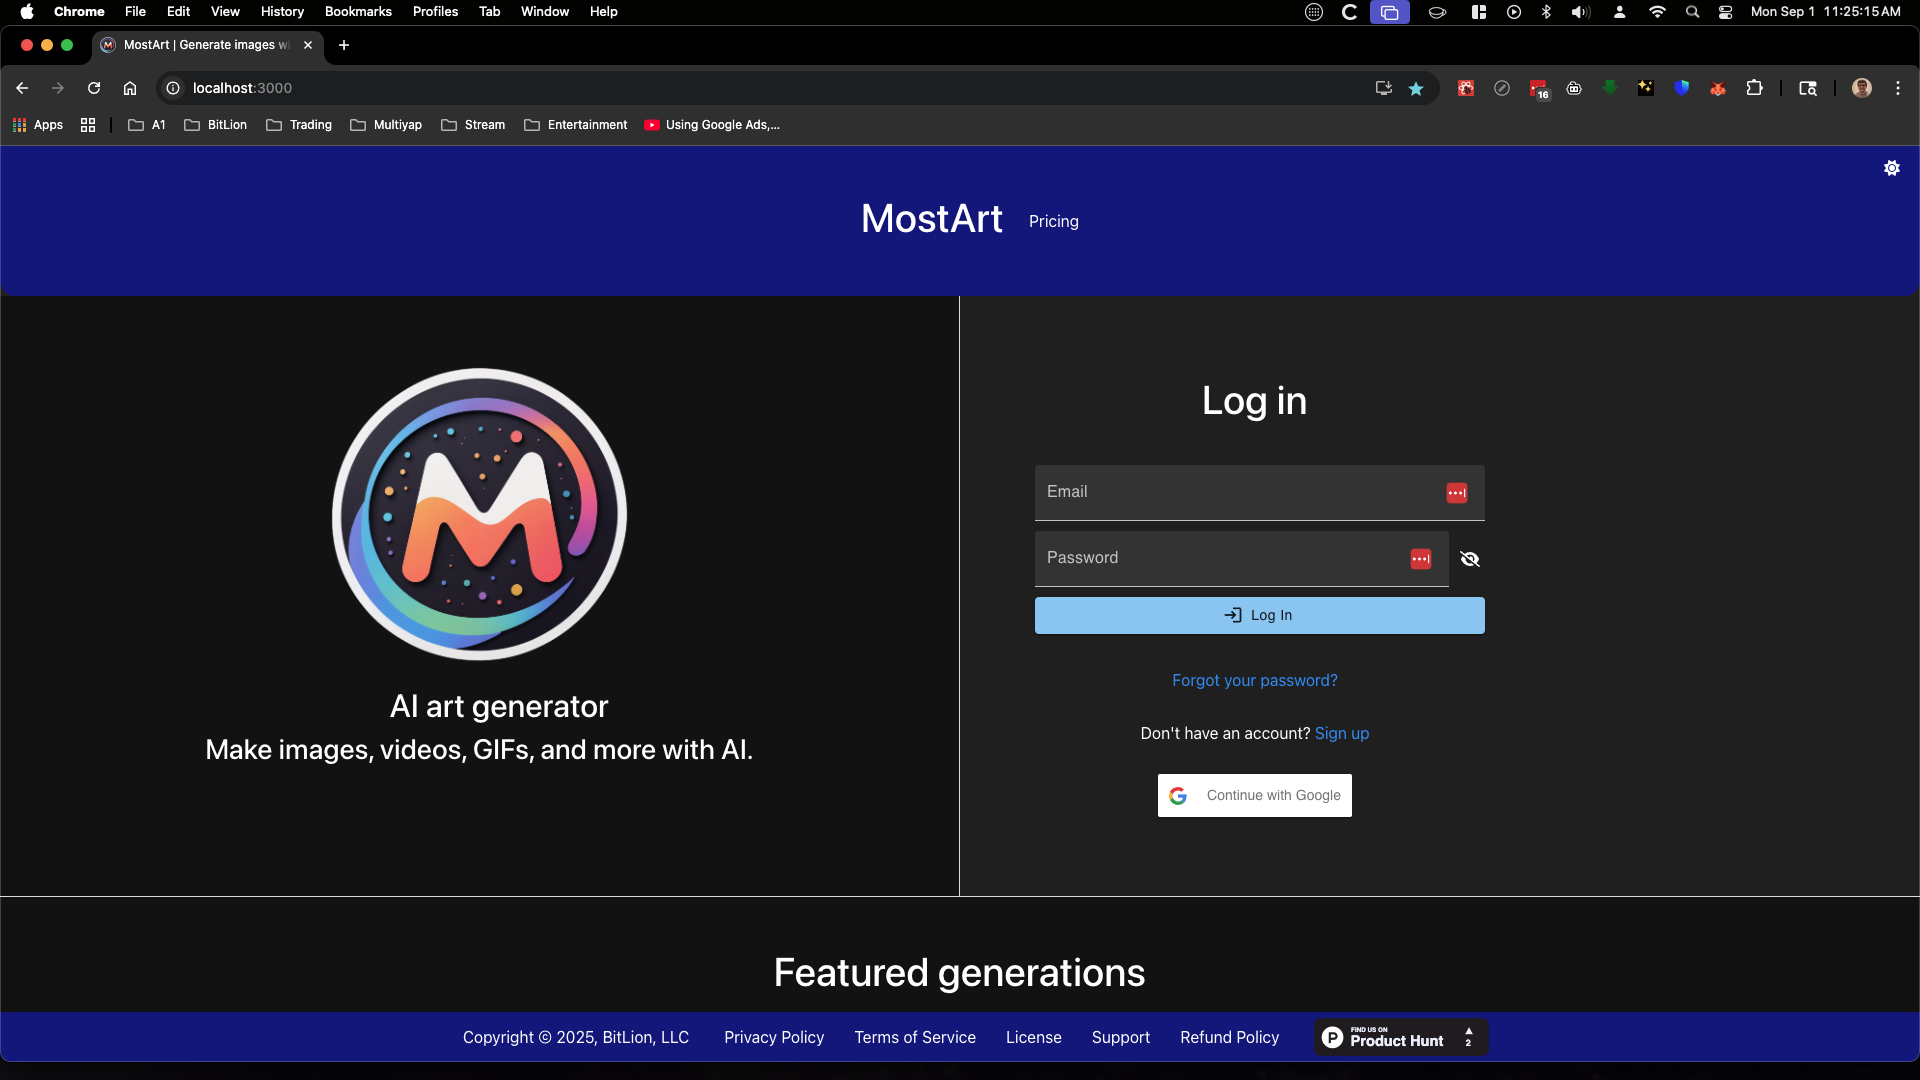 Chrome File Edit View History Bookmarks Profiles Tab Window Help Mon Sep 1 11:25:15 AM
MostArt | Generate images wi
localhost:3000
16
Apps A1 BitLion Trading Multiyap Stream Entertainment Using Google Ads,...
MostArt Pricing
Log in
Email
Password
Log In
Forgot your password?
Don't have an account? Sign up
Continue with Google
M
AI art generator
Make images, videos, GIFs, and more with AI.
Featured generations
Copyright © 2025, BitLion, LLC Privacy Policy Terms of Service License Support Refund Policy
P FIND US ON
Product Hunt 2